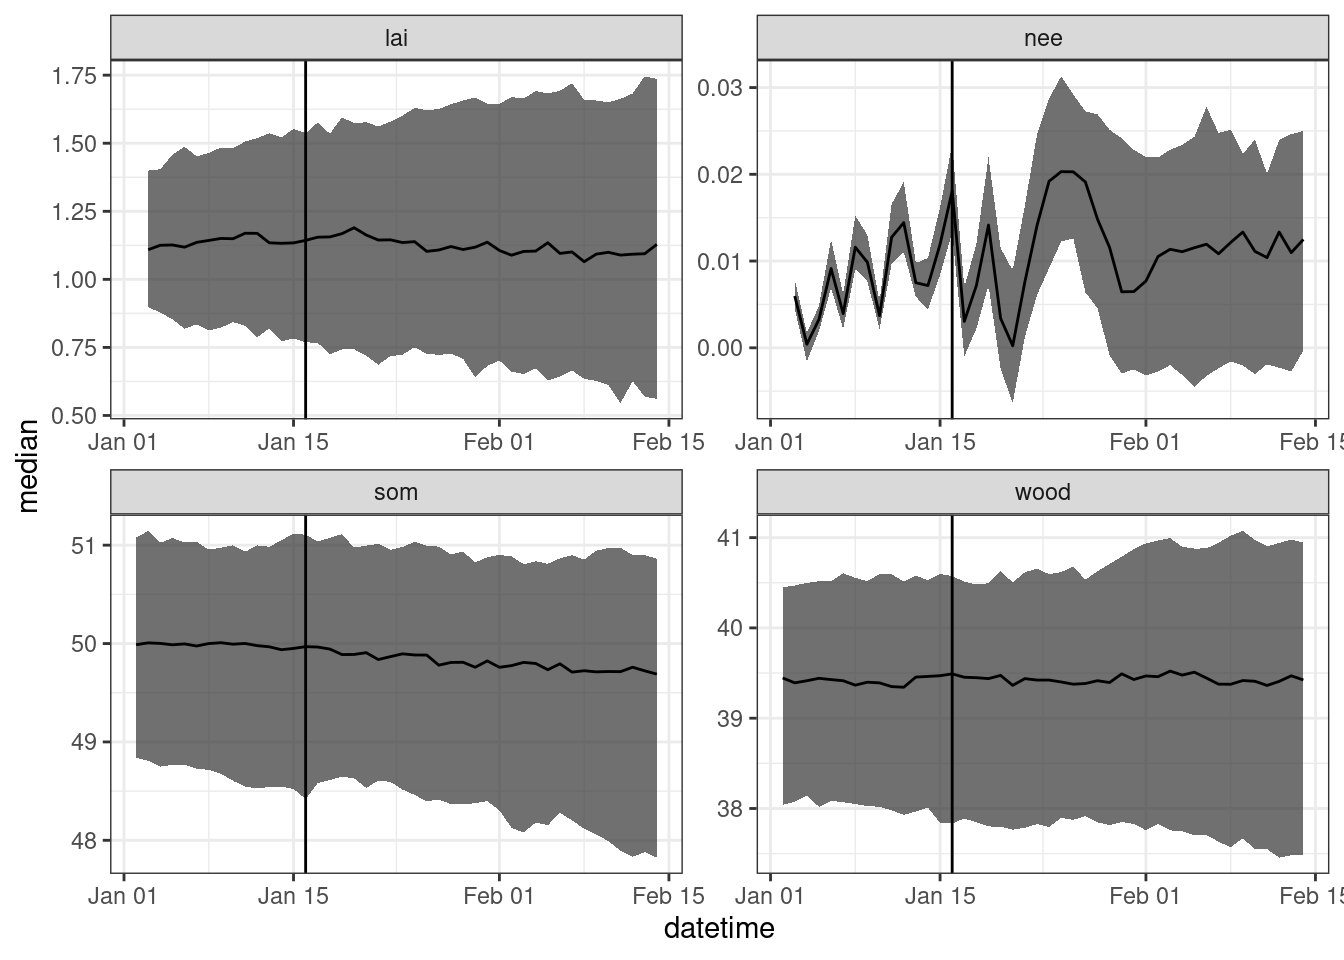 lai
nee
1.75
1.50
1.25
1.00
0.75
0.50
0.03
0.02
0.01
0.00
Jan 01 Jan 15 Feb 01 Feb 15
Jan 01 Jan 15 Feb 01 Feb 15
median
som
wood
51
50
49
48
41
40
39
38
Jan 01 Jan 15 Feb 01 Feb 15
Jan 01 Jan 15 Feb 01 Feb 15
datetime